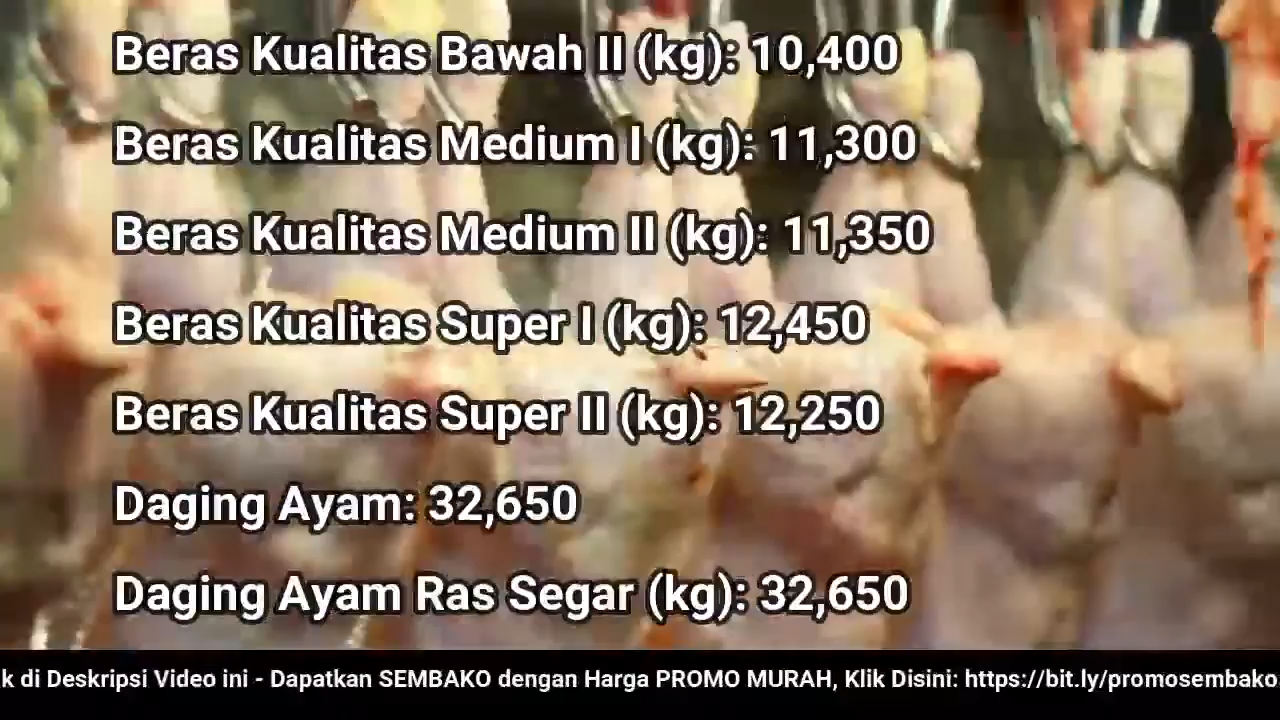 Beras Kualitas Bawah II (kg): 10,400
Beras Kualitas Medium I (kg): 11,300
Beras Kualitas Medium II (kg): 11,350
Beras Kualitas Super I (kg): 12,450
Beras Kualitas Super II (kg): 12,250
Daging Ayam: 32,650
Daging Ayam Ras Segar (kg): 32,650
k di Deskripsi Video ini - Dapatkan SEMBAKO dengan Harga PROMO MURAH, Klik Disini: https://bit.ly/promosembako